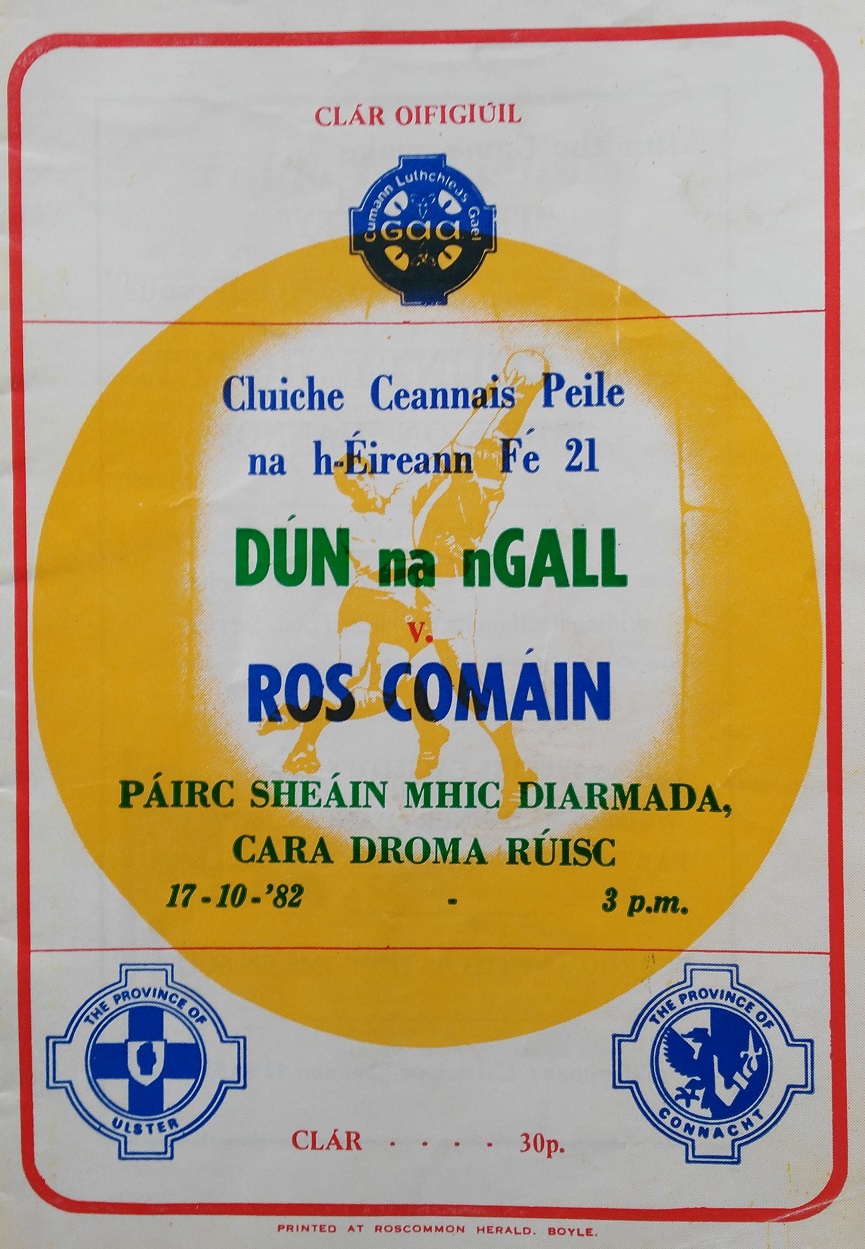 CLÁR OIFIGIÚIL
Cumann Luthchleas Gael
Gaa
Cluiche Ceannais Peile
na h-Éireann Fé 21
DÚN na nGALL
v.
ROS COMÁIN
PÁIRC SHEÁIN MHIC DIARMADA,
CARA DROMA RÚISC
17-10-'82 - 3 p.m.
THE PROVINCE OF
ULSTER
THE PROVINCE OF
CONNACHT
CLÁR . . . . 30p.
PRINTED AT ROSCOMMON HERALD. BOYLE.